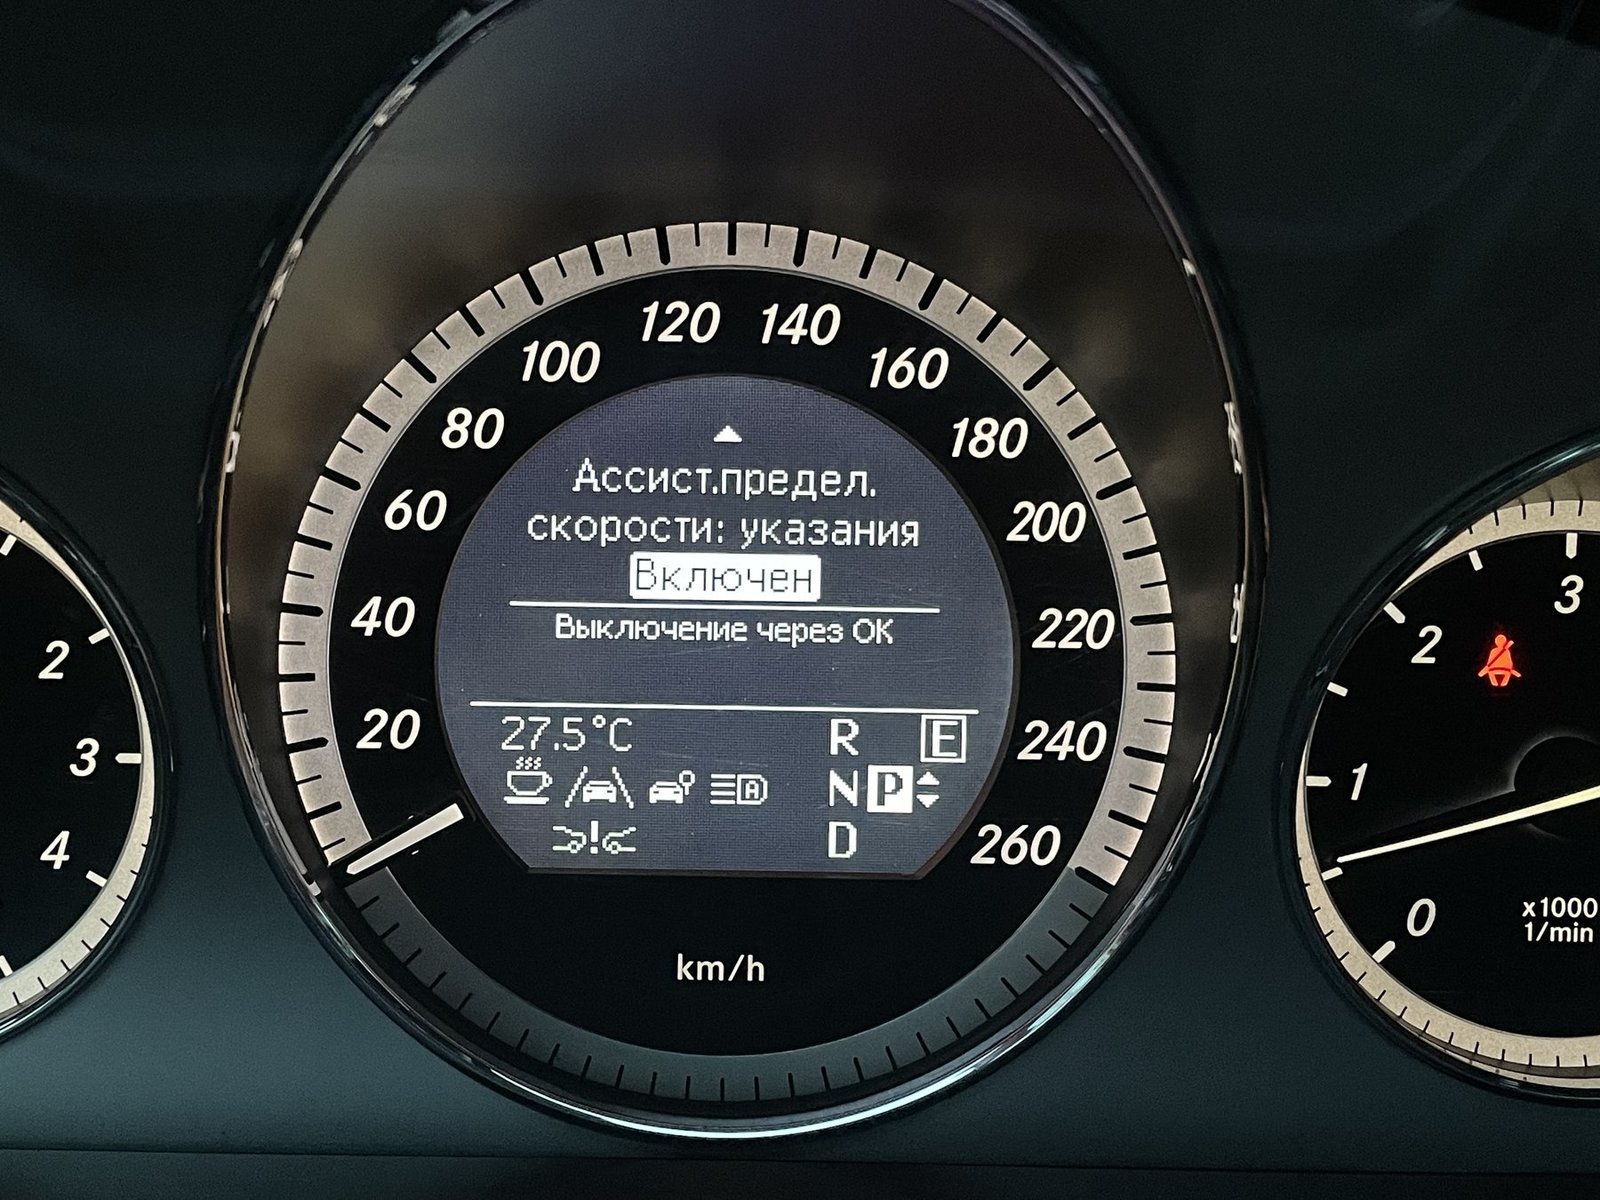 120 140
100 160
80 180
60 200
40 220
20 240
260
km/h
Ассист.предел.
скорости: указания
Включен
Выключение через OK
27.5°C
R E
N P
D
A
2
3
4
3
2
1
0
x1000
1/min